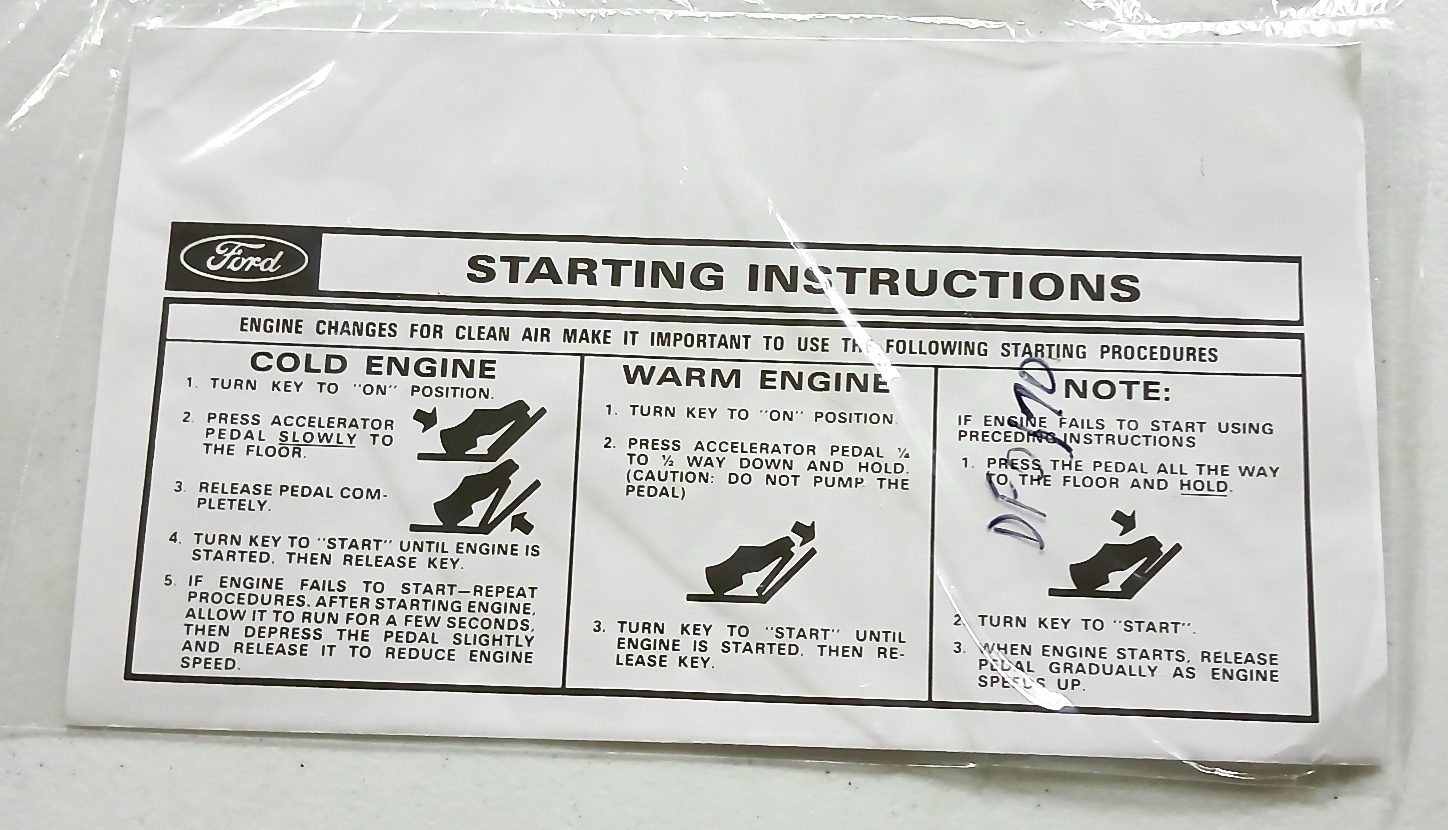 Ford
STARTING INSTRUCTIONS
ENGINE CHANGES FOR CLEAN AIR MAKE IT IMPORTANT TO USE THE FOLLOWING STARTING PROCEDURES
COLD ENGINE
1. TURN KEY TO "ON" POSITION.
2. PRESS ACCELERATOR
PEDAL SLOWLY TO
THE FLOOR.
3. RELEASE PEDAL COM-
PLETELY.
4. TURN KEY TO "START" UNTIL ENGINE IS
STARTED, THEN RELEASE KEY.
5. IF ENGINE FAILS TO START—REPEAT
PROCEDURES. AFTER STARTING ENGINE,
ALLOW IT TO RUN FOR A FEW SECONDS,
THEN DEPRESS THE PEDAL SLIGHTLY
AND RELEASE IT TO REDUCE ENGINE
SPEED.
WARM ENGINE
1. TURN KEY TO "ON" POSITION.
2. PRESS ACCELERATOR PEDAL ¼
TO ½ WAY DOWN AND HOLD.
(CAUTION: DO NOT PUMP THE
PEDAL)
3. TURN KEY TO "START" UNTIL
ENGINE IS STARTED, THEN RE-
LEASE KEY.
NOTE:
IF ENGINE FAILS TO START USING
PRECEDING INSTRUCTIONS
1. PRESS THE PEDAL ALL THE WAY
TO THE FLOOR AND HOLD.
2. TURN KEY TO "START".
3. WHEN ENGINE STARTS, RELEASE
PEDAL GRADUALLY AS ENGINE
SPEEDS UP.